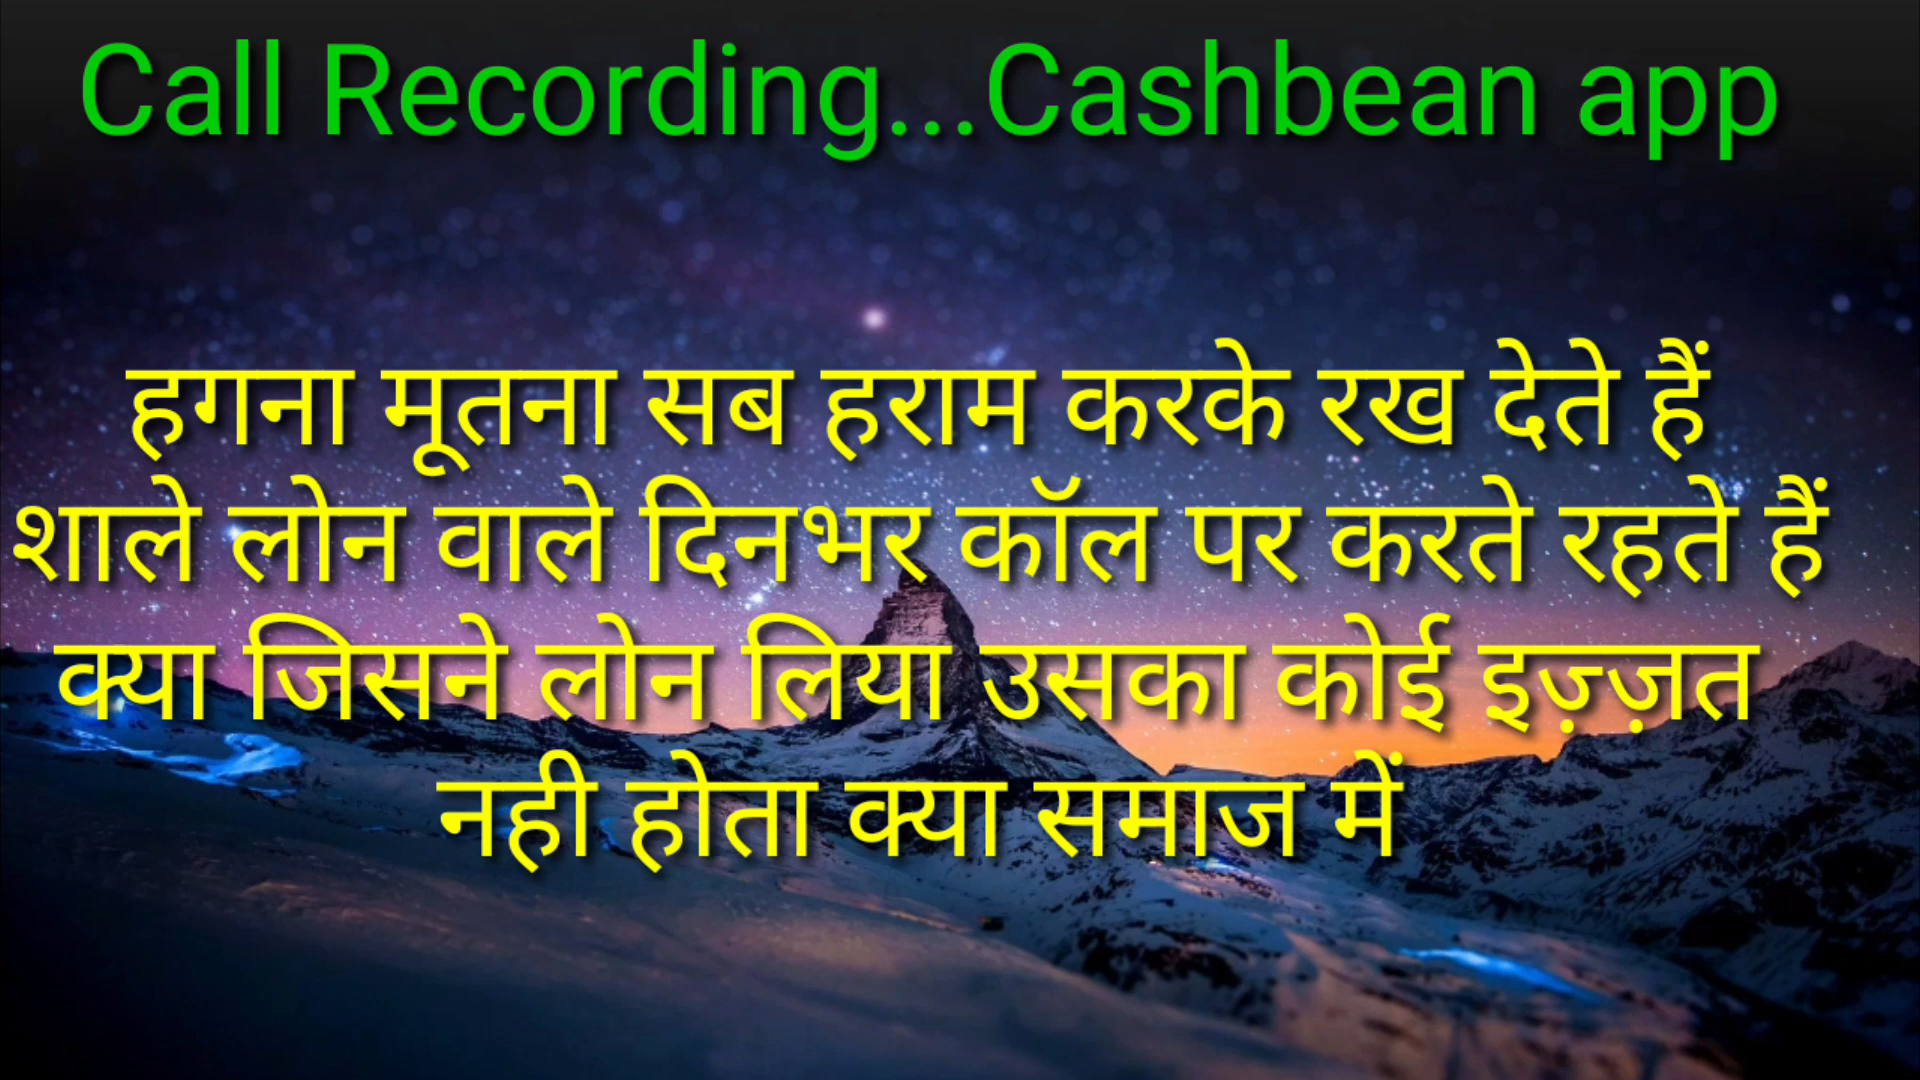 Call Recording...Cashbean app
हगना मूतना सब हराम करके रख देते हैं
शाले लोन वाले दिनभर कॉल पर करते रहते हैं
क्या जिसने लोन लिया उसका कोई इज़्ज़त
नही होता क्या समाज में